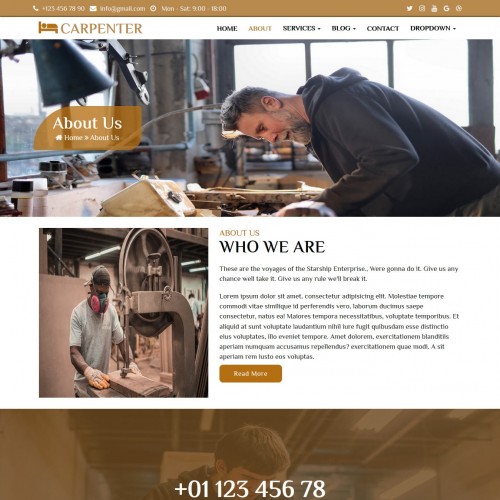 +123 456 78 90 Info@gmail.com Mon - Sat: 9:00 - 18:00
CARPENTER HOME ABOUT SERVICES BLOG CONTACT DROPDOWN
About Us
Home » About Us
ABOUT US
WHO WE ARE
These are the voyages of the Starship Enterprise., Were gonna do it. Give us any
chance well take it. Give us any rule we'll break it.
Lorem ipsum dolor sit amet, consectetur adipisicing elit. Molestiae tempore
commodi vitae similique id perferendis vero, laborum ducimus saepe
consectetur, natus ea! Maiores tempora necessitatibus, voluptate temporibus. Et
aliquid at sunt voluptate laudantium nihil iure fugit quibusdam esse distinctio
eius voluptates, illo eveniet tempore. Amet dolorem, exercitationem blanditiis
aperiam numquam accusamus repellendus? exercitationem quae modi. A sit
aperiam rem iusto eos voluptas.
Read More
+01 123 456 78